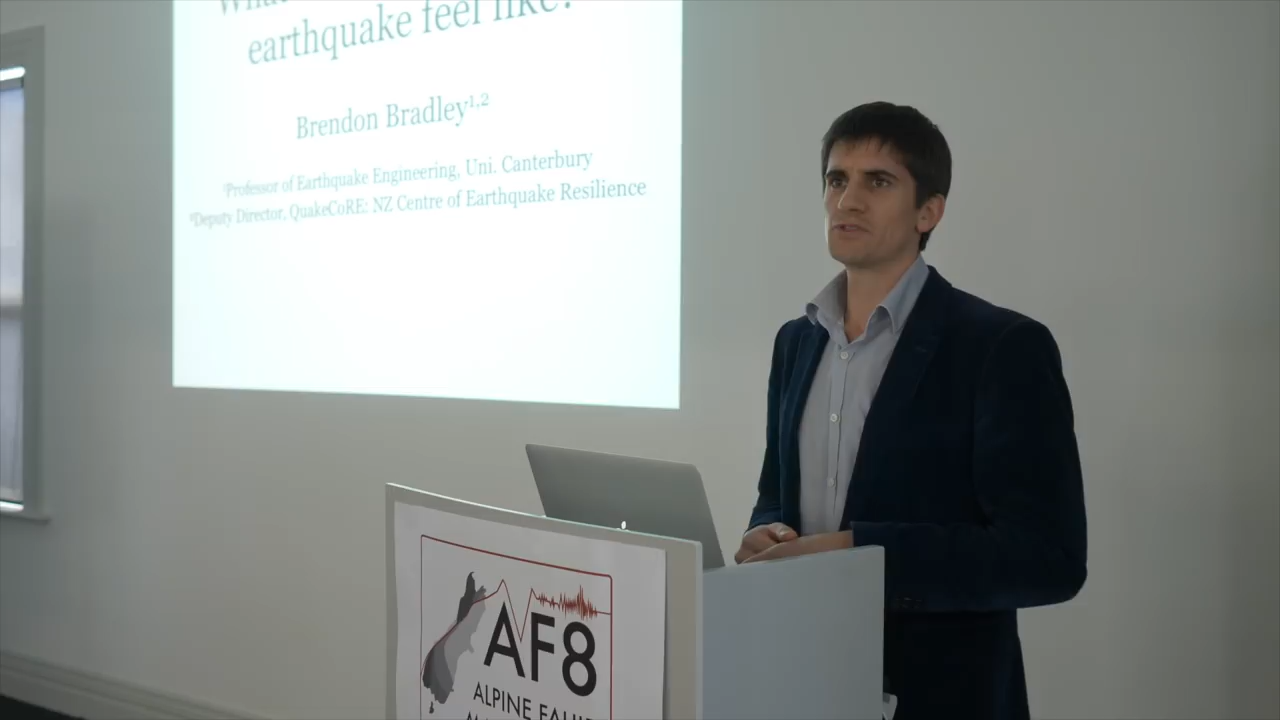 earthquake feel like?
Brendon Bradley1,2
1Professor of Earthquake Engineering, Uni. Canterbury
2Deputy Director, QuakeCoRE: NZ Centre of Earthquake Resilience
AF8
ALPINE